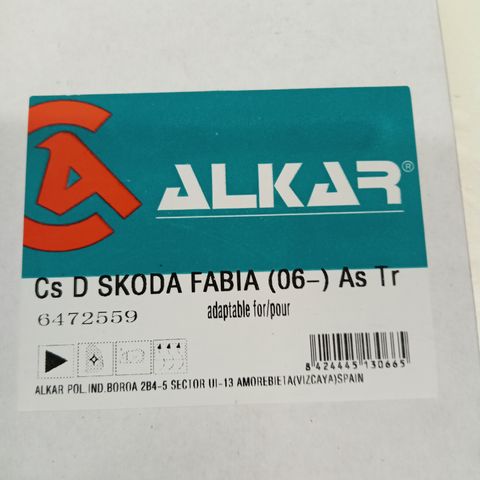 ALKAR®
Cs D SKODA FABIA (06-) As Tr
adaptable for/pour
6472559
8 424445 130665
ALKAR POL.IND.BOROA 2B4-5 SECTOR UI-13 AMOREBIETA(VIZCAYA)SPAIN